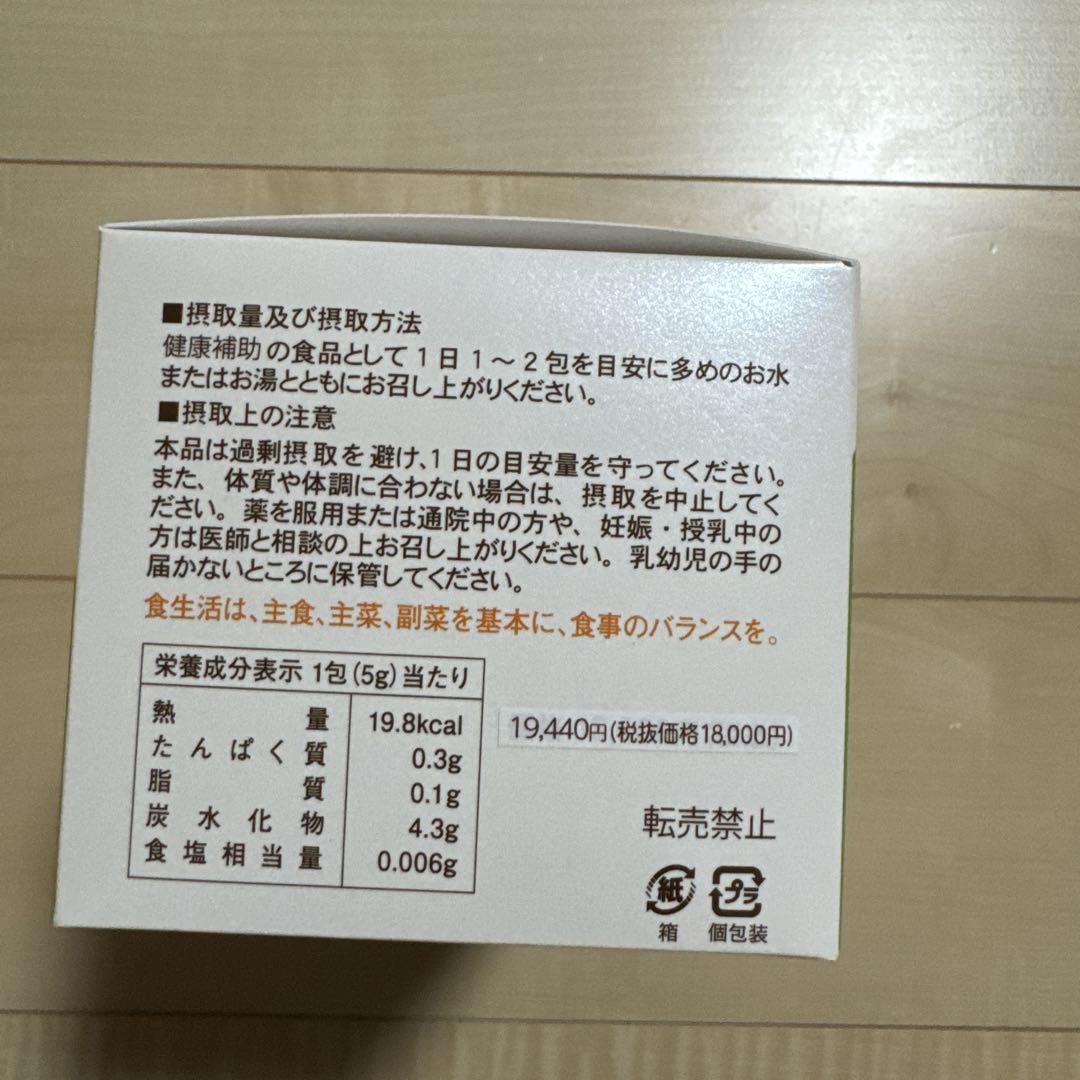 ■摂取量及び摂取方法
健康補助の食品として1日1～2包を目安に多めのお水
またはお湯とともにお召し上がりください。
■摂取上の注意
本品は過剰摂取を避け、1日の目安量を守ってください。
また、体質や体調に合わない場合は、摂取を中止してく
ださい。薬を服用または通院中の方や、妊娠・授乳中の
方は医師と相談の上お召し上がりください。乳幼児の手の
届かないところに保管してください。
食生活は、主食、主菜、副菜を基本に、食事のバランスを。
栄養成分表示 1包(5g)当たり
熱量 19.8kcal
たんぱく質 0.3g
脂質 0.1g
炭水化物 4.3g
食塩相当量 0.006g
19,440円(税抜価格18,000円)
転売禁止
紙 プラ
箱 個包装